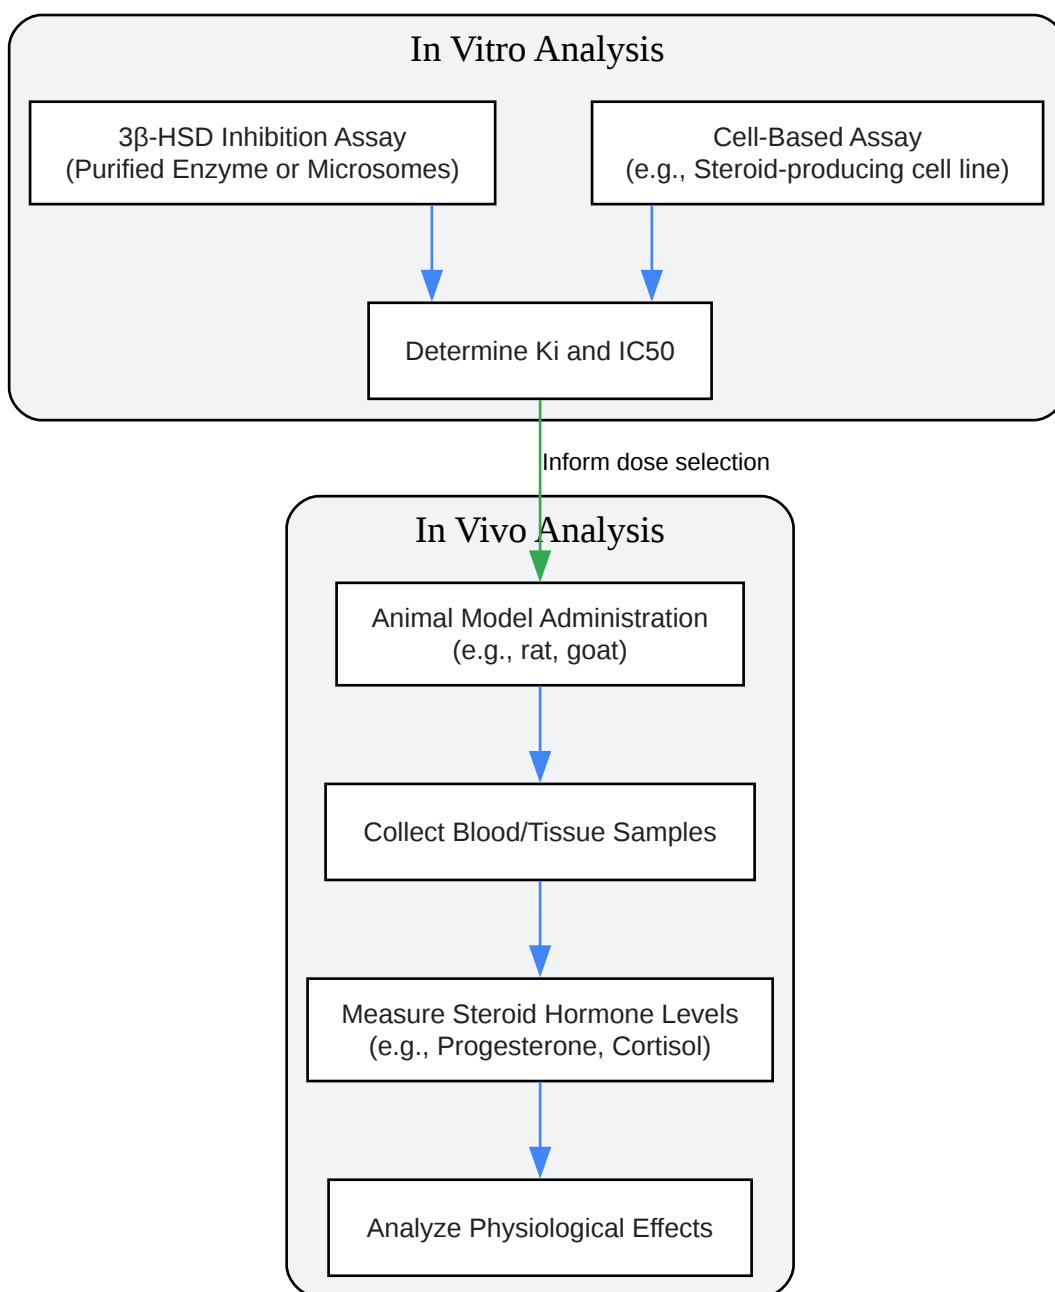 In Vitro Analysis
3β-HSD Inhibition Assay
(Purified Enzyme or Microsomes)
Cell-Based Assay
(e.g., Steroid-producing cell line)
Determine Ki and IC50
Inform dose selection
In Vivo Analysis
Animal Model Administration
(e.g., rat, goat)
Collect Blood/Tissue Samples
Measure Steroid Hormone Levels
(e.g., Progesterone, Cortisol)
Analyze Physiological Effects